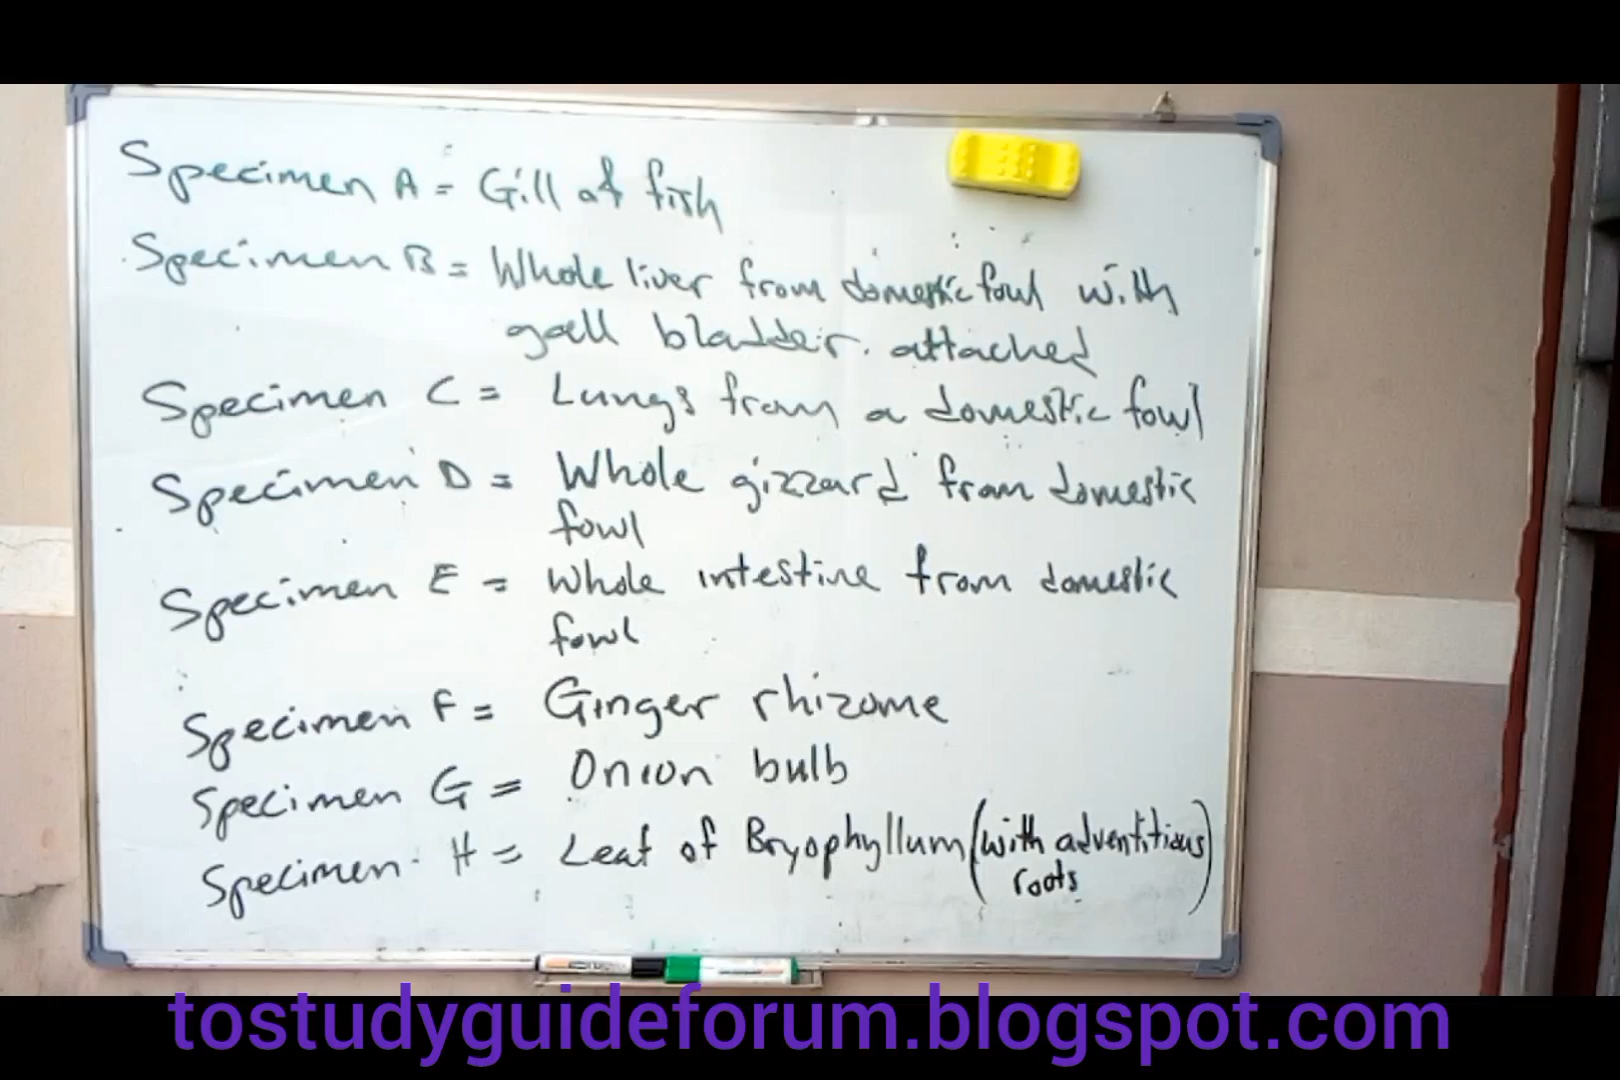 Specimen A = Gill of fish
Specimen B = Whole liver from domestic fowl with
gall bladder. attached
Specimen C = Lungs from a domestic fowl
Specimen D = Whole gizzard from domestic
fowl
Specimen E = Whole intestine from domestic
fowl
Specimen F = Ginger rhizome
Specimen G = Onion bulb
Specimen H = Leaf of Bryophyllum (with adventitious
roots)
tostudyguideforum.blogspot.com